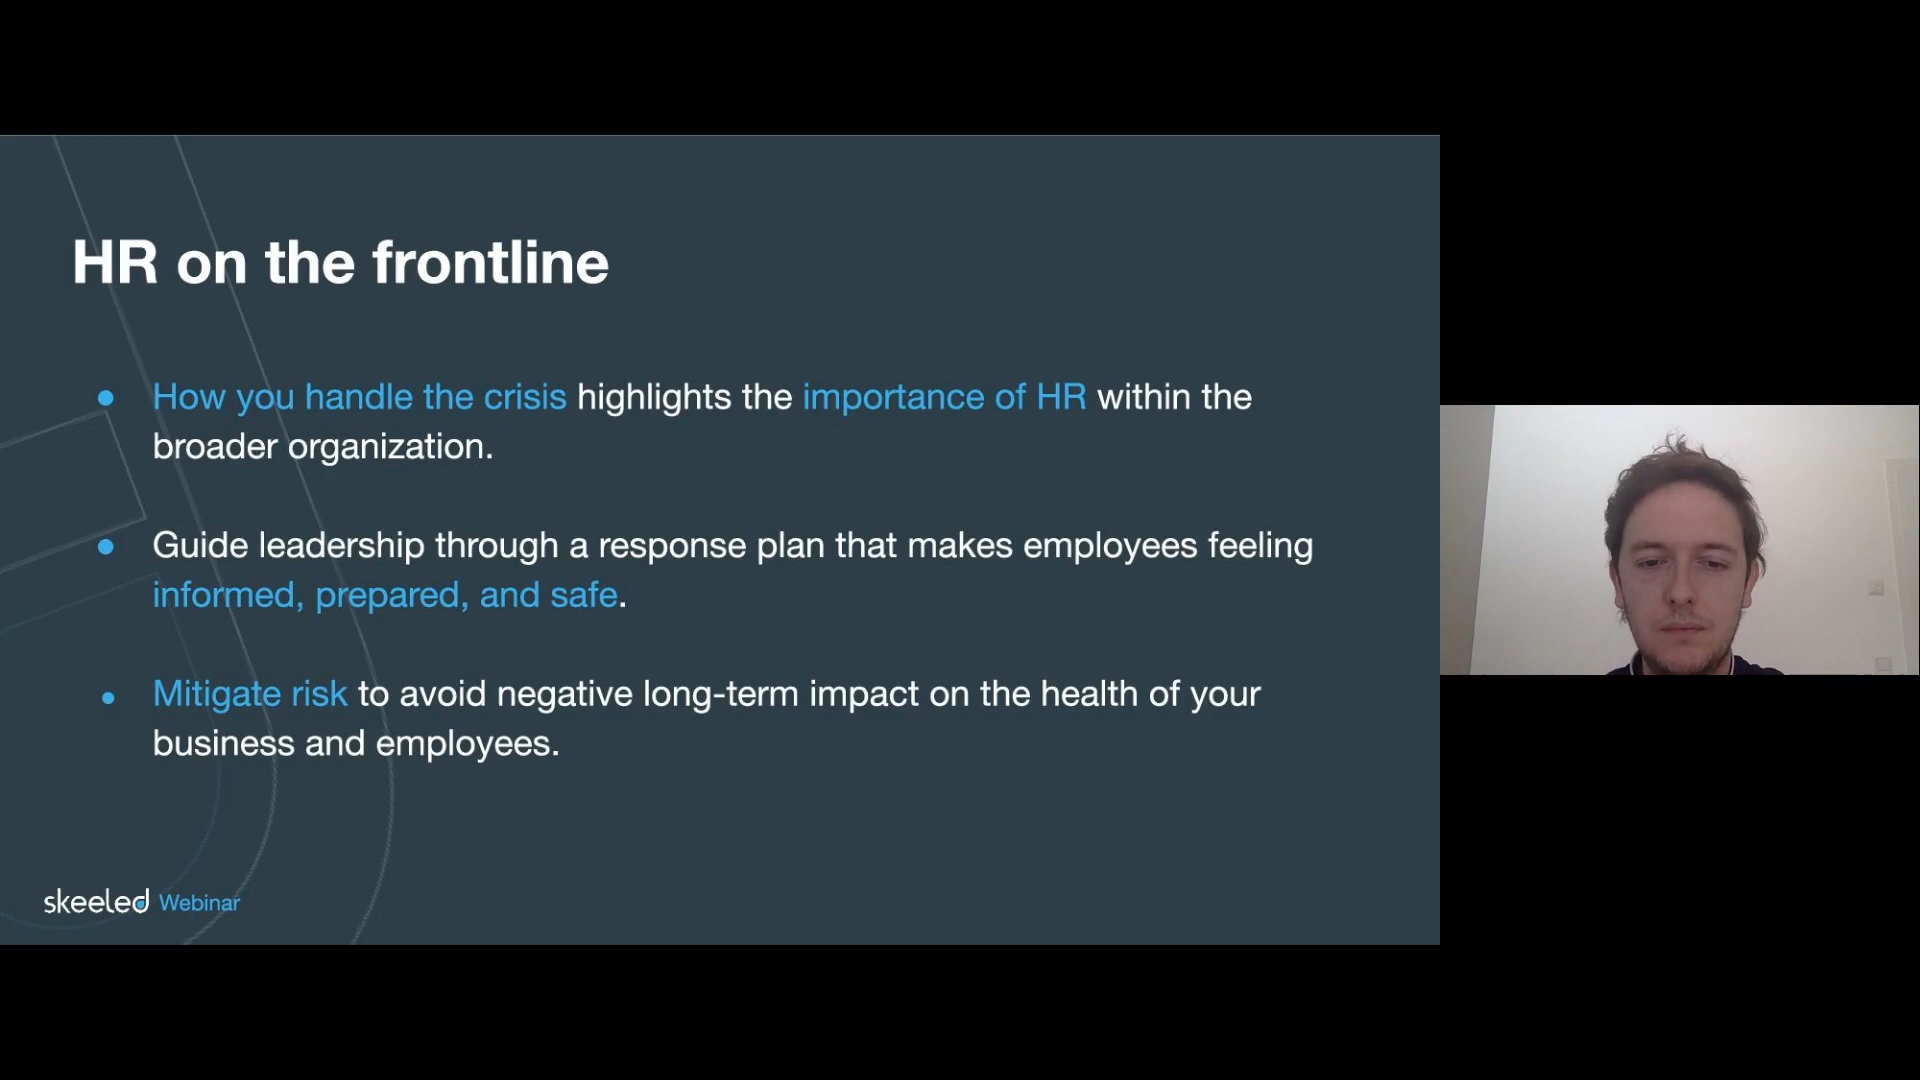 HR on the frontline
How you handle the crisis highlights the importance of HR within the
broader organization.
Guide leadership through a response plan that makes employees feeling
informed, prepared, and safe.
Mitigate risk to avoid negative long-term impact on the health of your
business and employees.
skeeled Webinar